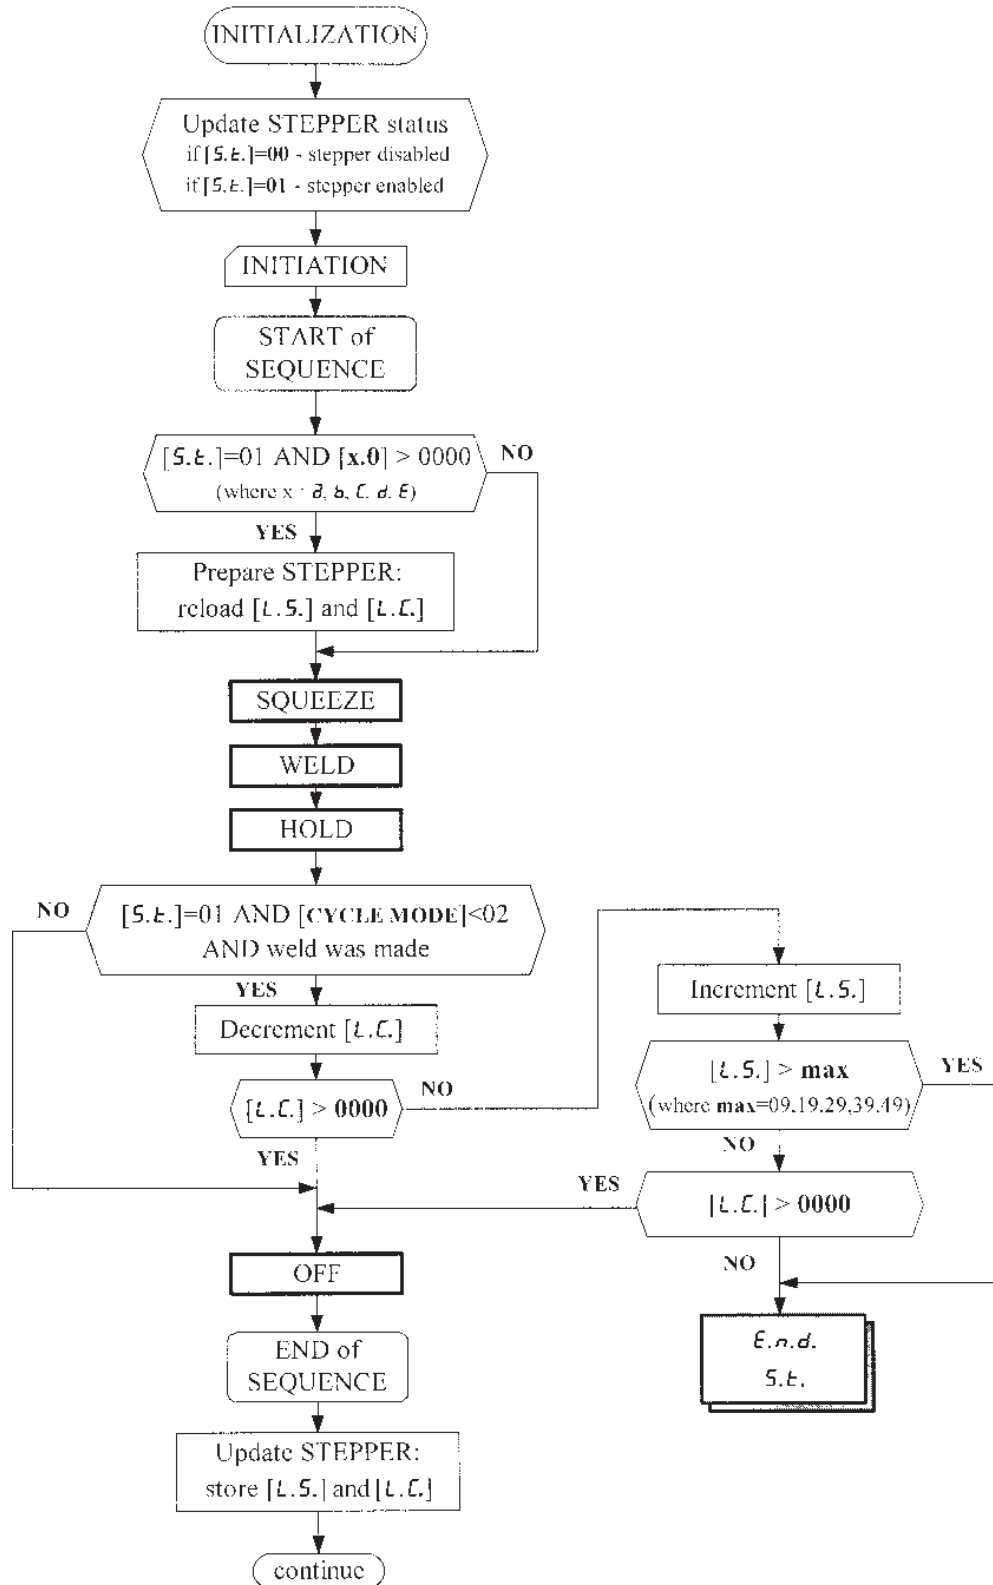 INITIALIZATION
Update STEPPER status
if [S.t.]=00 - stepper disabled
if [S.t.]=01 - stepper enabled
INITIATION
START of
SEQUENCE
[S.t.]=01 AND [x.0] > 0000
NO
(where x = a, b, C, d, E)
YES
Prepare STEPPER:
reload [L.S.] and [L.C.]
SQUEEZE
WELD
HOLD
NO
[S.t.]=01 AND [CYCLE MODE]<02
AND weld was made
YES
Decrement [L.C.]
[L.C.] > 0000
NO
YES
Increment [L.S.]
[L.S.] > max
(where max=09,19,29,39,49)
YES
NO
[L.C.] > 0000
YES
NO
E.n.d.
S.t.
OFF
END of
SEQUENCE
Update STEPPER:
store [L.S.] and [L.C.]
continue